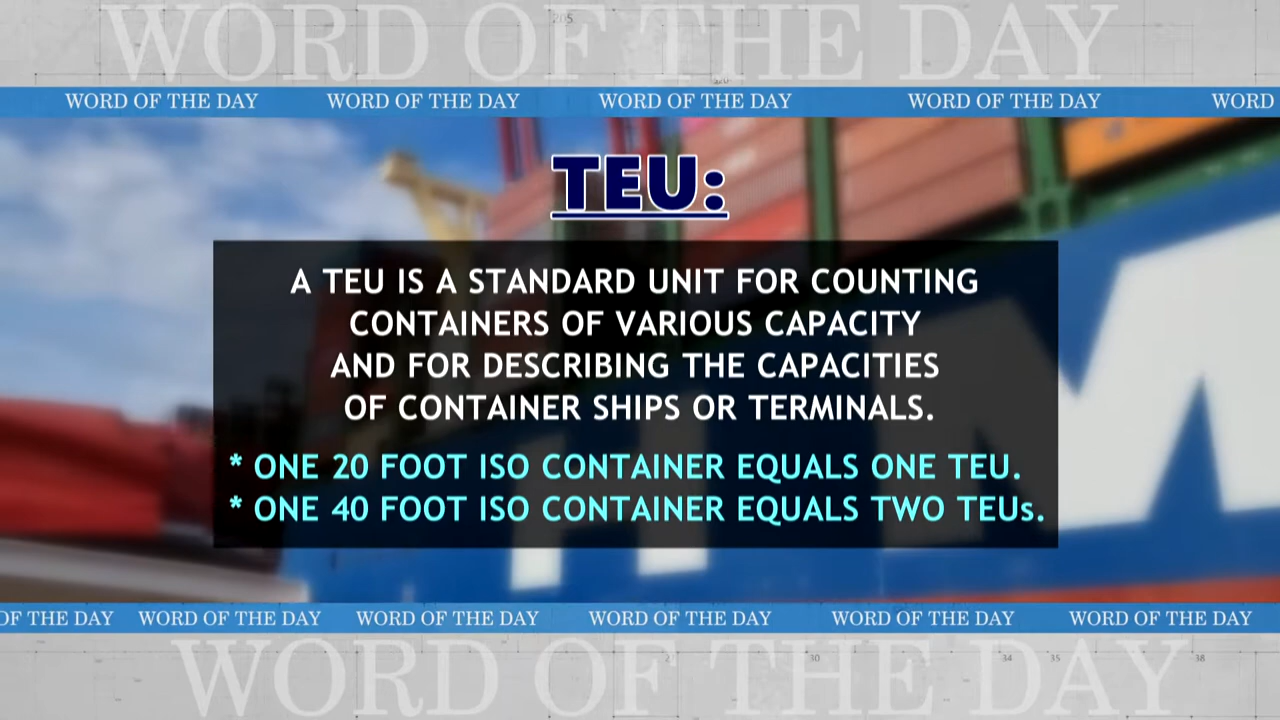 WORD OF THE DAY
WORD OF THE DAY WORD OF THE DAY WORD OF THE DAY WORD OF THE DAY WORD
TEU:
A TEU IS A STANDARD UNIT FOR COUNTING
CONTAINERS OF VARIOUS CAPACITY
AND FOR DESCRIBING THE CAPACITIES
OF CONTAINER SHIPS OR TERMINALS.
* ONE 20 FOOT ISO CONTAINER EQUALS ONE TEU.
* ONE 40 FOOT ISO CONTAINER EQUALS TWO TEUs.
OF THE DAY WORD OF THE DAY WORD OF THE DAY WORD OF THE DAY WORD OF THE DAY WORD OF THE DAY
30 34 35 38
WORD OF THE DAY